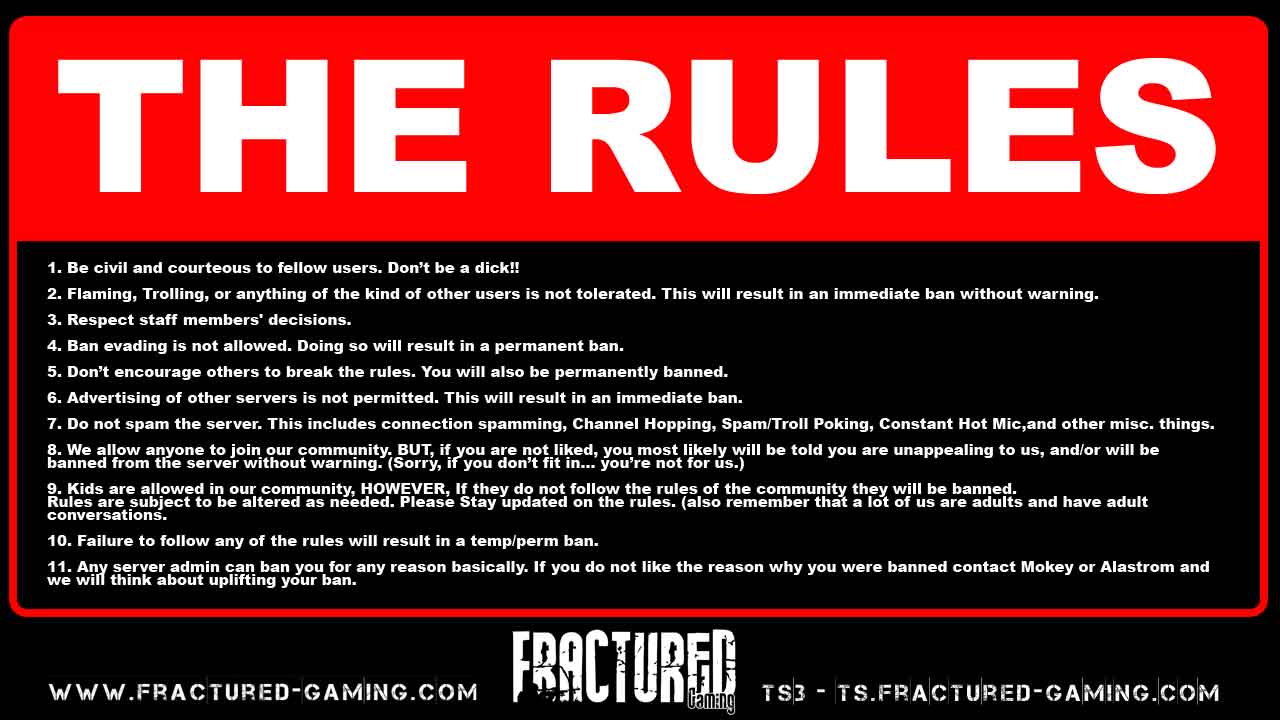 THE RULES
1. Be civil and courteous to fellow users. Don’t be a dick!!
2. Flaming, Trolling, or anything of the kind of other users is not tolerated. This will result in an immediate ban without warning.
3. Respect staff members' decisions.
4. Ban evading is not allowed. Doing so will result in a permanent ban.
5. Don’t encourage others to break the rules. You will also be permanently banned.
6. Advertising of other servers is not permitted. This will result in an immediate ban.
7. Do not spam the server. This includes connection spamming, Channel Hopping, Spam/Troll Poking, Constant Hot Mic,and other misc. things.
8. We allow anyone to join our community. BUT, if you are not liked, you most likely will be told you are unappealing to us, and/or will be
banned from the server without warning. (Sorry, if you don’t fit in... you’re not for us.)
9. Kids are allowed in our community, HOWEVER, If they do not follow the rules of the community they will be banned.
Rules are subject to be altered as needed. Please Stay updated on the rules. (also remember that a lot of us are adults and have adult
conversations.
10. Failure to follow any of the rules will result in a temp/perm ban.
11. Any server admin can ban you for any reason basically. If you do not like the reason why you were banned contact Mokey or Alastrom and
we will think about uplifting your ban.
WWW.FRACTURED-GAMING.COM
FRACTURED
Gaming
TS3 - TS.FRACTURED-GAMING.COM